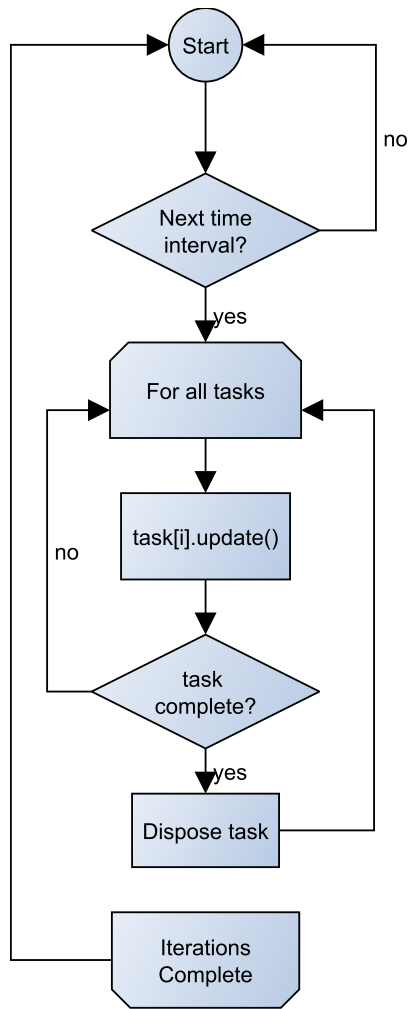 Start
no
Next time
interval?
yes
For all tasks
task[i].update()
no
task
complete?
yes
Dispose task
Iterations
Complete